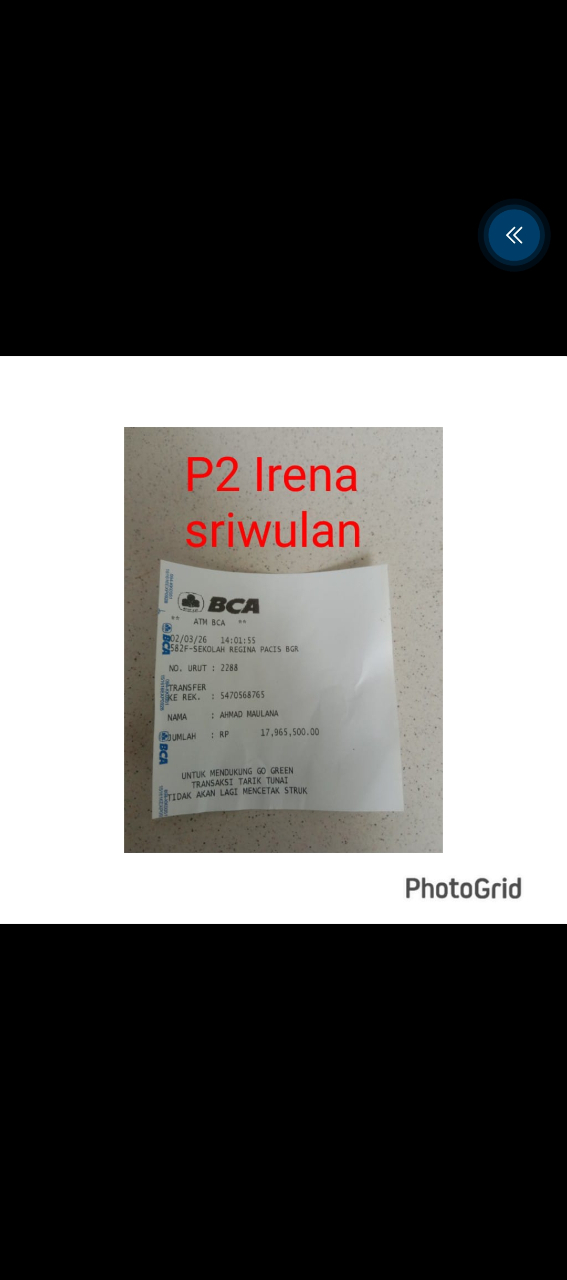 P2 Irena
sriwulan
BCA
** ATM BCA **
02/03/26 14:01:55
582F-SEKOLAH REGINA PACIS BGR
NO. URUT : 2288
TRANSFER
KE REK. : 5470568765
NAMA : AHMAD MAULANA
JUMLAH : RP 17,965,500.00
UNTUK MENDUKUNG GO GREEN
TRANSAKSI TARIK TUNAI
TIDAK AKAN LAGI MENCETAK STRUK
BCA
BCA
PhotoGrid